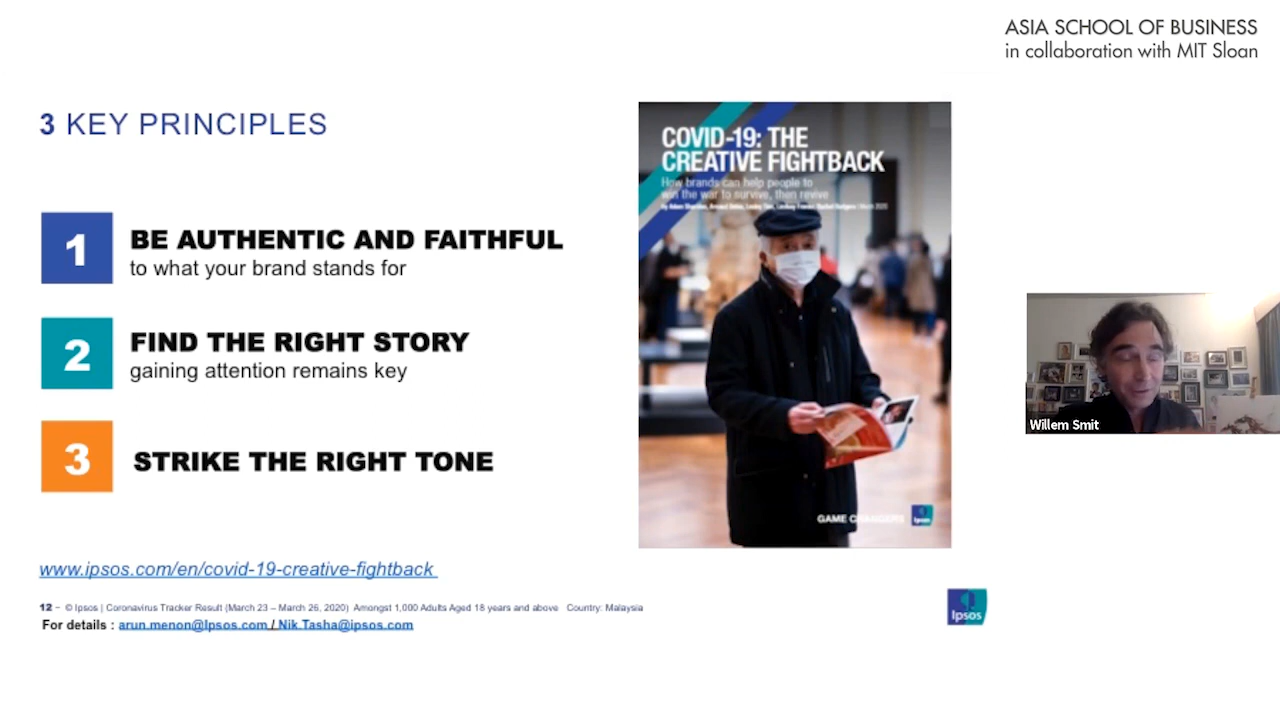 ASIA SCHOOL OF BUSINESS
in collaboration with MIT Sloan
3 KEY PRINCIPLES
1
BE AUTHENTIC AND FAITHFUL
to what your brand stands for
2
FIND THE RIGHT STORY
gaining attention remains key
3
STRIKE THE RIGHT TONE
www.ipsos.com/en/covid-19-creative-fightback
12 - © Ipsos | Coronavirus Tracker Result (March 23 – March 26, 2020) Amongst 1,000 Adults Aged 18 years and above Country: Malaysia
For details : arun.menon@Ipsos.com / Nik.Tasha@ipsos.com
COVID-19: THE
CREATIVE FIGHTBACK
How brands can help people to
win the war to survive, then revive
March 2020
GAME CHANGERS
Ipsos
Ipsos
Willem Smit